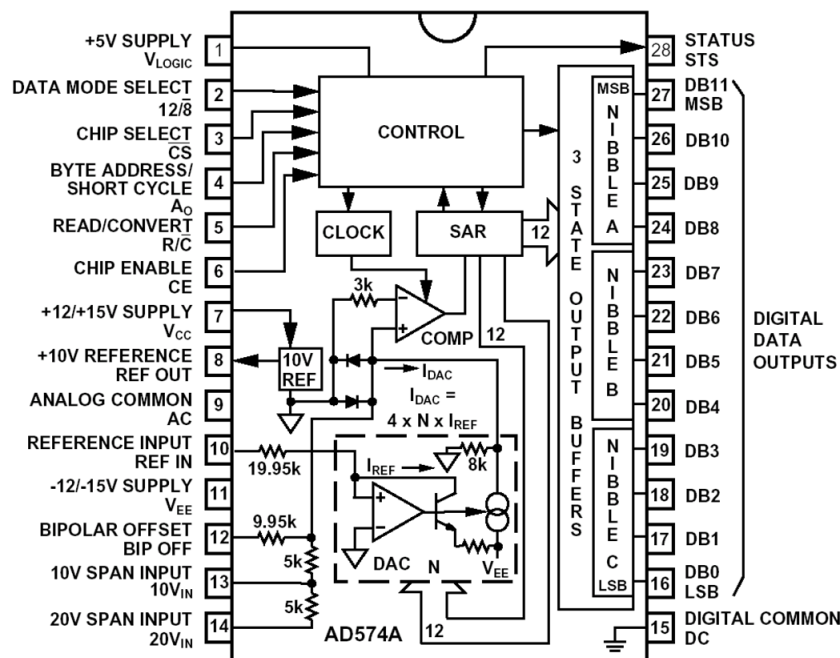 +5V SUPPLY
VLOGIC
1
DATA MODE SELECT
12/8̅
2
CHIP SELECT
C̅S̅
3
BYTE ADDRESS/
SHORT CYCLE
AO
4
READ/CONVERT
R/C̅
5
CHIP ENABLE
CE
6
+12/+15V SUPPLY
VCC
7
+10V REFERENCE
REF OUT
8
ANALOG COMMON
AC
9
REFERENCE INPUT
REF IN
10
-12/-15V SUPPLY
VEE
11
BIPOLAR OFFSET
BIP OFF
12
10V SPAN INPUT
10VIN
13
20V SPAN INPUT
20VIN
14
CONTROL
CLOCK
SAR
12
3k
COMP
12
10V
REF
IDAC
IDAC =
4 x N x IREF
19.95k
IREF
8k
9.95k
5k
5k
DAC
N
VEE
12
AD574A
3 STATE OUTPUT BUFFERS
MSB
NIBBLE A
NIBBLE B
NIBBLE C
LSB
28
STATUS
STS
27
DB11
MSB
26
DB10
25
DB9
24
DB8
23
DB7
22
DB6
21
DB5
20
DB4
19
DB3
18
DB2
17
DB1
16
DB0
LSB
15
DIGITAL COMMON
DC
DIGITAL
DATA
OUTPUTS